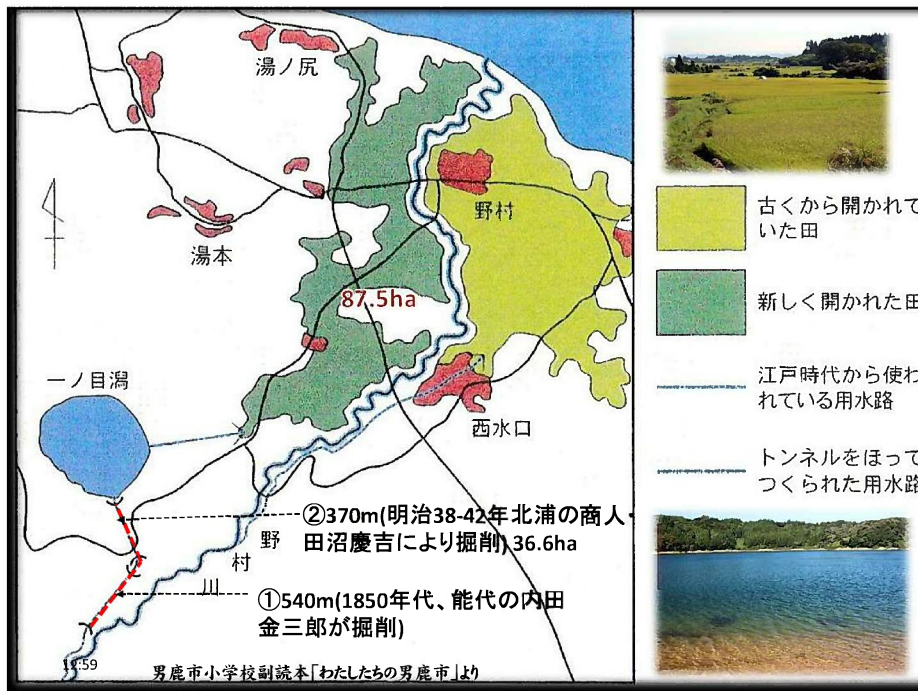 湯ノ尻
野村
湯本
87.5ha
一ノ目潟
西水口
②370m(明治38-42年北浦の商人・
田沼慶吉により掘削) 36.6ha
野
村
川
①540m(1850年代、能代の内田
金三郎が掘削)
12:59
男鹿市小学校副読本「わたしたちの男鹿市」より
古くから開かれて
いた田
新しく開かれた田
江戸時代から使わ
れている用水路
トンネルをほって
つくられた用水路